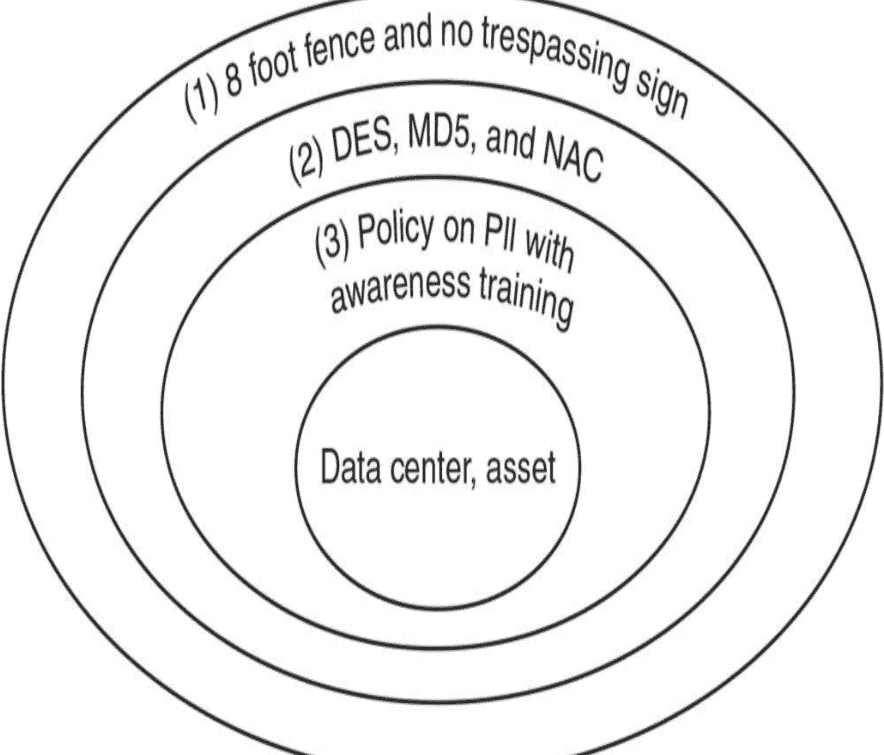 (1) 8 foot fence and no trespassing sign
(2) DES, MD5, and NAC
(3) Policy on PII with
awareness training
Data center, asset